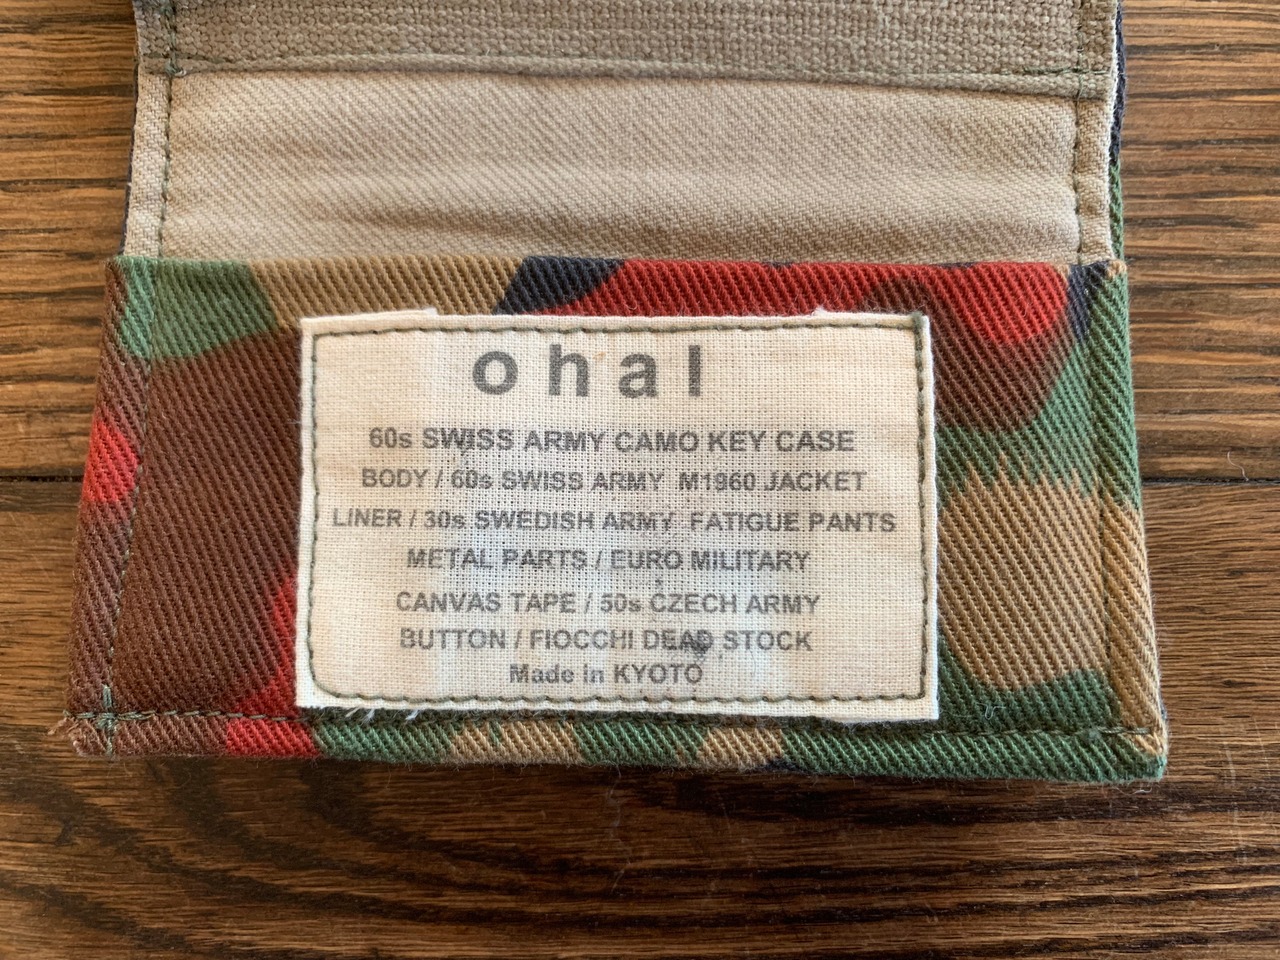 ohal
60s SWISS ARMY CAMO KEY CASE
BODY / 60s SWISS ARMY M1960 JACKET
LINER / 30s SWEDISH ARMY FATIGUE PANTS
METAL PARTS / EURO MILITARY
CANVAS TAPE / 50s CZECH ARMY
BUTTON / FIOCCHI DEAD STOCK
Made in KYOTO